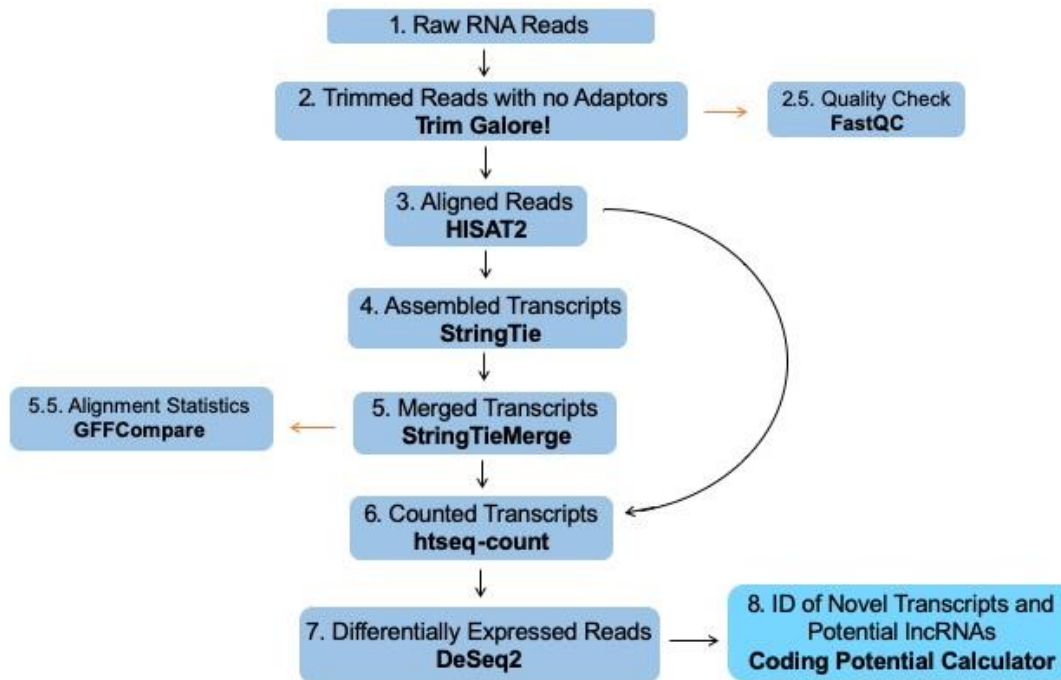 1. Raw RNA Reads
2. Trimmed Reads with no Adaptors
Trim Galore!
2.5. Quality Check
FastQC
3. Aligned Reads
HISAT2
4. Assembled Transcripts
StringTie
5.5. Alignment Statistics
GFFCompare
5. Merged Transcripts
StringTieMerge
6. Counted Transcripts
htseq-count
7. Differentially Expressed Reads
DeSeq2
8. ID of Novel Transcripts and
Potential lncRNAs
Coding Potential Calculator